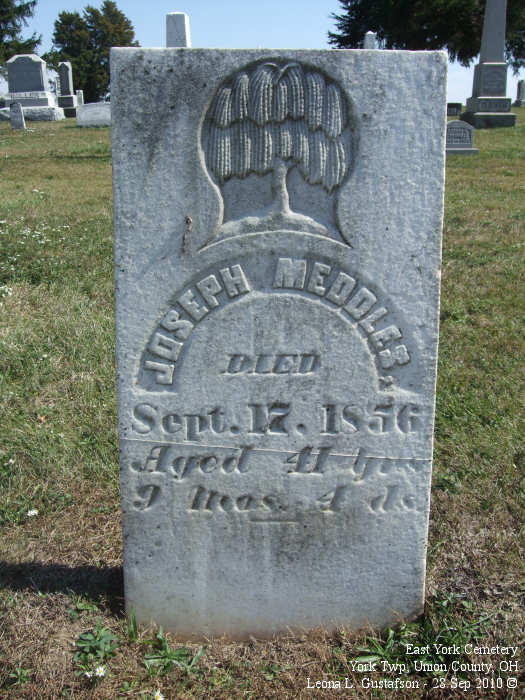 JOSEPH MEDDLES.
DIED
Sept. 17. 1856
Aged 41 yrs
9 mos. 4 ds.
East York Cemetery
York Twp, Union County, OH
Leona L. Gustafson - 28 Sep 2010 ©